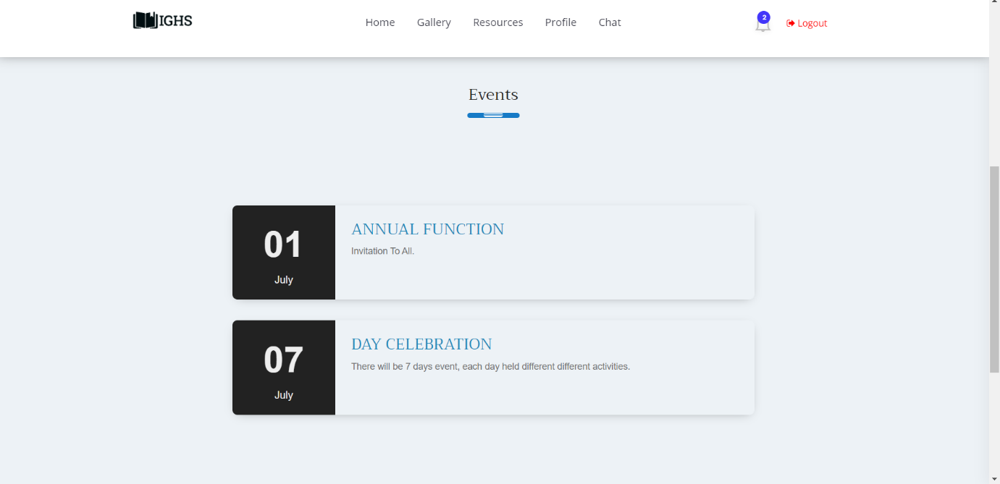 IGHS
Home Gallery Resources Profile Chat
2
Logout
Events
01
July
ANNUAL FUNCTION
Invitation To All.
07
July
DAY CELEBRATION
There will be 7 days event, each day held different different activities.